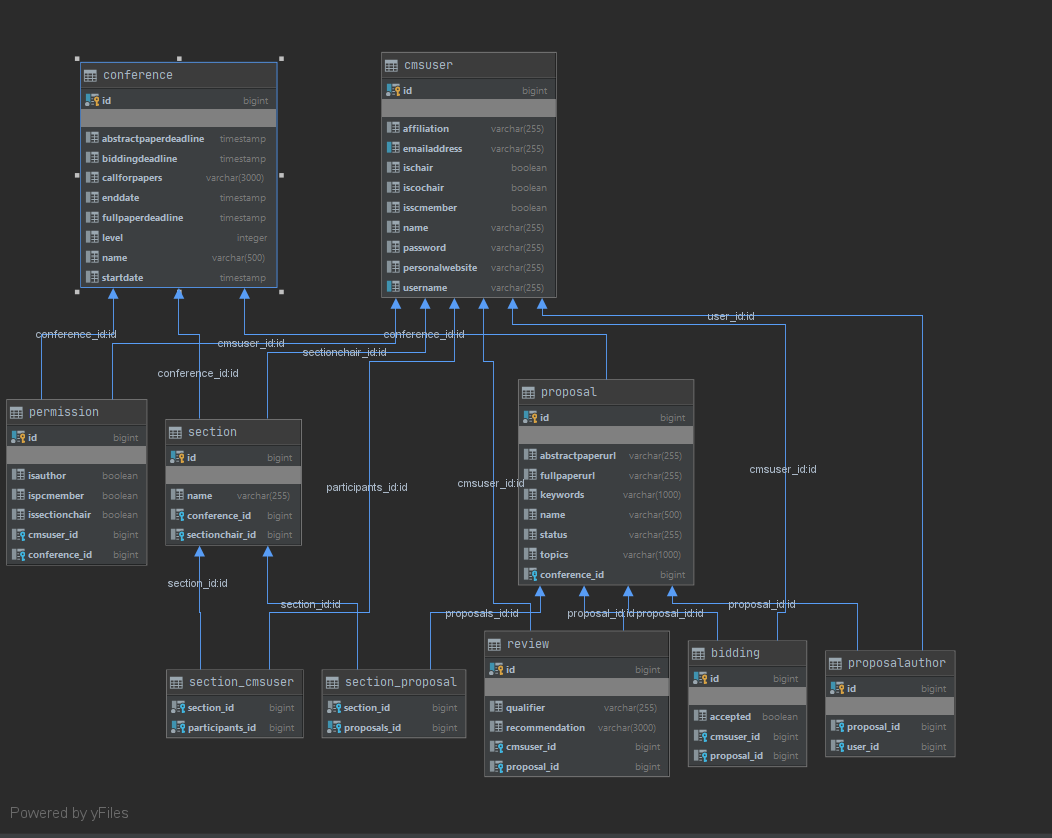 conference
id bigint
abstractpaperdeadline timestamp
biddingdeadline timestamp
callforpapers varchar(3000)
enddate timestamp
fullpaperdeadline timestamp
level integer
name varchar(500)
startdate timestamp
cmsuser
id bigint
affiliation varchar(255)
emailaddress varchar(255)
ischair boolean
iscochair boolean
isscmember boolean
name varchar(255)
password varchar(255)
personalwebsite varchar(255)
username varchar(255)
conference_id:id
cmsuser_id:id
conference_id:id
sectionchair_id:id
user_id:id
conference_id:id
permission
id bigint
isauthor boolean
ispcmember boolean
issectionchair boolean
cmsuser_id bigint
conference_id bigint
section
id bigint
name varchar(255)
conference_id bigint
sectionchair_id bigint
proposal
id bigint
abstractpaperurl varchar(255)
fullpaperurl varchar(255)
keywords varchar(1000)
name varchar(500)
status varchar(255)
topics varchar(1000)
conference_id bigint
participants_id:id
cmsuser_id:id
cmsuser_id:id
section_id:id
section_id:id
proposals_id:id
proposal_id:id
proposal_id:id
proposal_id:id
section_cmsuser
section_id bigint
participants_id bigint
section_proposal
section_id bigint
proposals_id bigint
review
id bigint
qualifier varchar(255)
recommendation varchar(3000)
cmsuser_id bigint
proposal_id bigint
bidding
id bigint
accepted boolean
cmsuser_id bigint
proposal_id bigint
proposalauthor
id bigint
proposal_id bigint
user_id bigint
Powered by yFiles